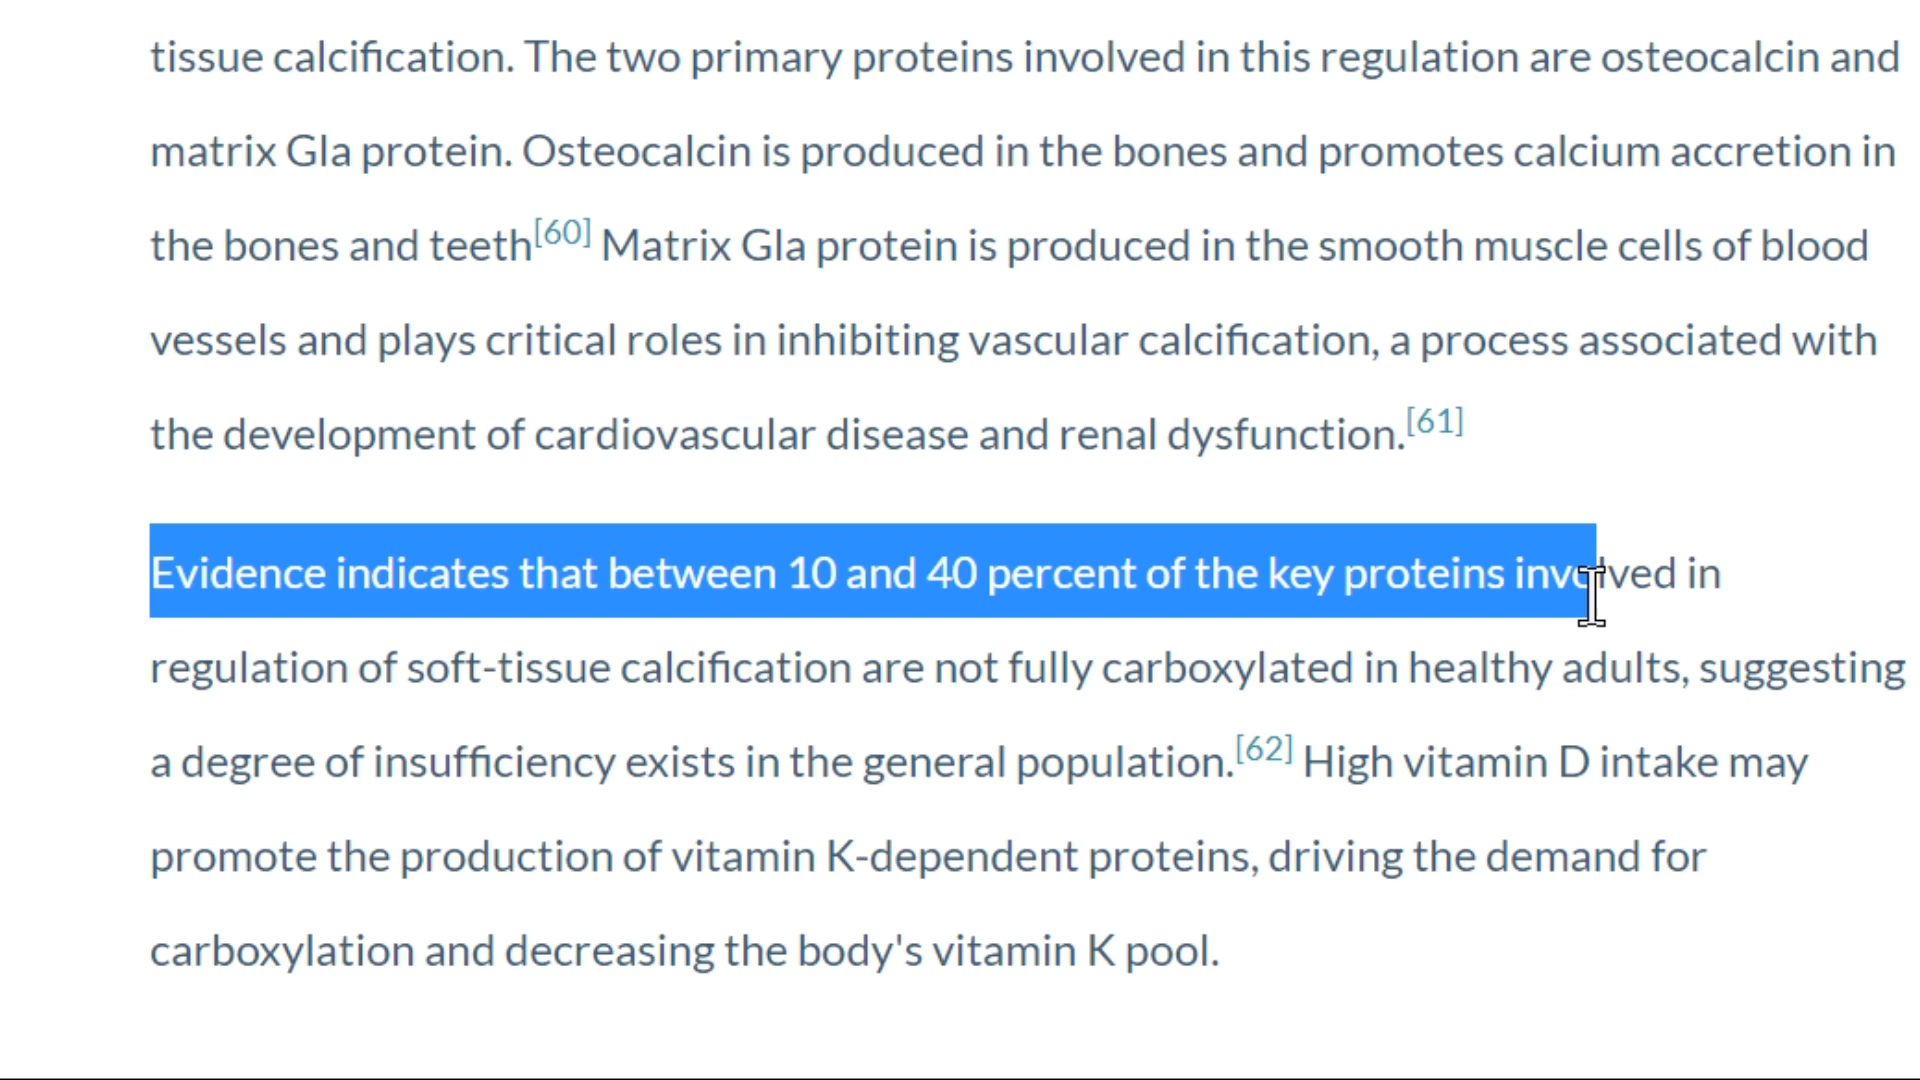 tissue calcification. The two primary proteins involved in this regulation are osteocalcin and
matrix Gla protein. Osteocalcin is produced in the bones and promotes calcium accretion in
the bones and teeth[60] Matrix Gla protein is produced in the smooth muscle cells of blood
vessels and plays critical roles in inhibiting vascular calcification, a process associated with
the development of cardiovascular disease and renal dysfunction.[61]
Evidence indicates that between 10 and 40 percent of the key proteins involved in
regulation of soft-tissue calcification are not fully carboxylated in healthy adults, suggesting
a degree of insufficiency exists in the general population.[62] High vitamin D intake may
promote the production of vitamin K-dependent proteins, driving the demand for
carboxylation and decreasing the body's vitamin K pool.